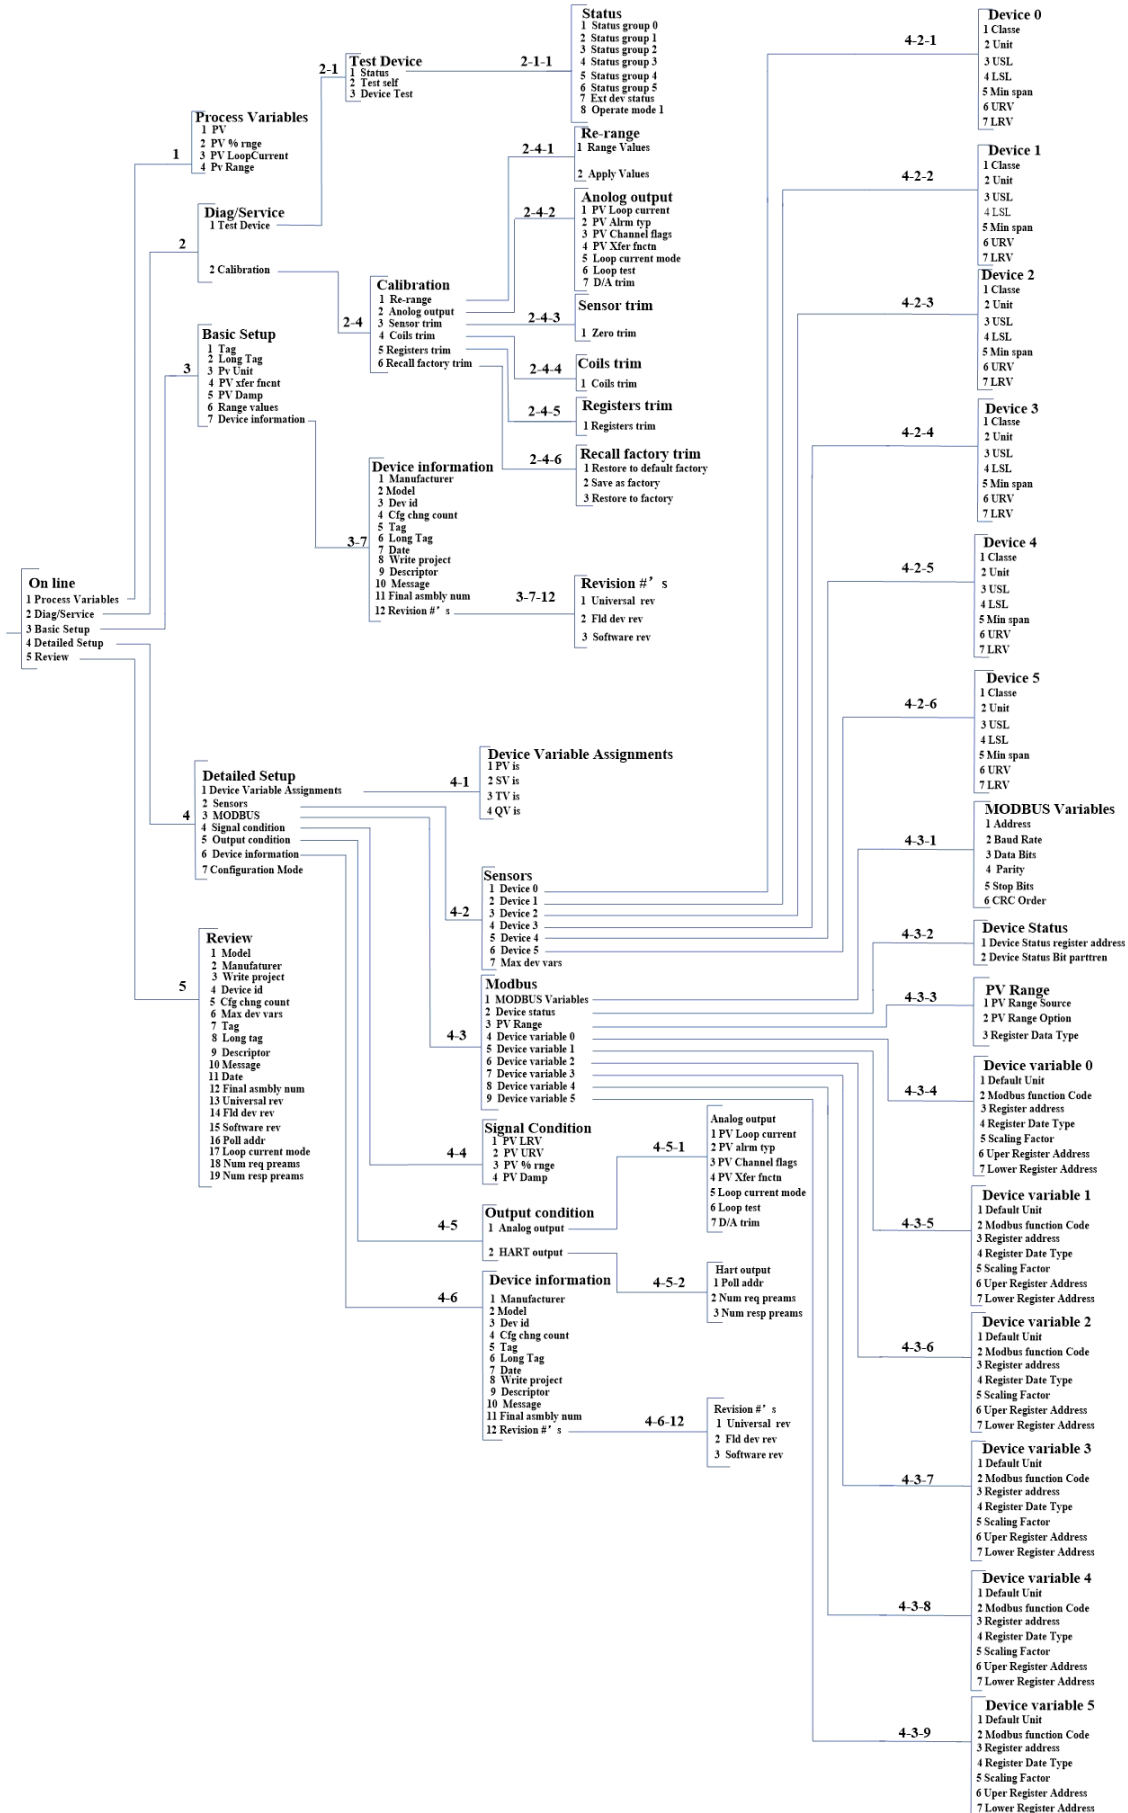 On line
1 Process Variables
2 Diag/Service
3 Basic Setup
4 Detailed Setup
5 Review
1
Process Variables
1 PV
2 PV % rnge
3 PV LoopCurrent
4 Pv Range
2
Diag/Service
1 Test Device
2 Calibration
2-1
Test Device
1 Status
2 Test self
3 Device Test
2-1-1
Status
1 Status group 0
2 Status group 1
3 Status group 2
4 Status group 3
5 Status group 4
6 Status group 5
7 Ext dev status
8 Operate mode 1
2-4
Calibration
1 Re-range
2 Anolog output
3 Sensor trim
4 Coils trim
5 Registers trim
6 Recall factory trim
2-4-1
Re-range
1 Range Values
2 Apply Values
2-4-2
Anolog output
1 PV Loop current
2 PV Alrm typ
3 PV Channel flags
4 PV Xfer fnctn
5 Loop current mode
6 Loop test
7 D/A trim
2-4-3
Sensor trim
1 Zero trim
2-4-4
Coils trim
1 Coils trim
2-4-5
Registers trim
1 Registers trim
2-4-6
Recall factory trim
1 Restore to default factory
2 Save as factory
3 Restore to factory
3
Basic Setup
1 Tag
2 Long Tag
3 Pv Unit
4 PV xfer fncnt
5 PV Damp
6 Range values
7 Device information
3-7
Device information
1 Manufacturer
2 Model
3 Dev id
4 Cfg chng count
5 Tag
6 Long Tag
7 Date
8 Write project
9 Descriptor
10 Message
11 Final asmbly num
12 Revision #’s
3-7-12
Revision #’s
1 Universal rev
2 Fld dev rev
3 Software rev
4
Detailed Setup
1 Device Variable Assignments
2 Sensors
3 MODBUS
4 Signal condition
5 Output condition
6 Device information
7 Configuration Mode
4-1
Device Variable Assignments
1 PV is
2 SV is
3 TV is
4 QV is
4-2
Sensors
1 Device 0
2 Device 1
3 Device 2
4 Device 3
5 Device 4
6 Device 5
7 Max dev vars
4-2-1
Device 0
1 Classe
2 Unit
3 USL
4 LSL
5 Min span
6 URV
7 LRV
4-2-2
Device 1
1 Classe
2 Unit
3 USL
4 LSL
5 Min span
6 URV
7 LRV
4-2-3
Device 2
1 Classe
2 Unit
3 USL
4 LSL
5 Min span
6 URV
7 LRV
4-2-4
Device 3
1 Classe
2 Unit
3 USL
4 LSL
5 Min span
6 URV
7 LRV
4-2-5
Device 4
1 Classe
2 Unit
3 USL
4 LSL
5 Min span
6 URV
7 LRV
4-2-6
Device 5
1 Classe
2 Unit
3 USL
4 LSL
5 Min span
6 URV
7 LRV
4-3
Modbus
1 MODBUS Variables
2 Device status
3 PV Range
4 Device variable 0
5 Device variable 1
6 Device variable 2
7 Device variable 3
8 Device variable 4
9 Device variable 5
4-3-1
MODBUS Variables
1 Address
2 Baud Rate
3 Data Bits
4 Parity
5 Stop Bits
6 CRC Order
4-3-2
Device Status
1 Device Status register address
2 Device Status Bit parttren
4-3-3
PV Range
1 PV Range Source
2 PV Range Option
3 Register Data Type
4-3-4
Device variable 0
1 Default Unit
2 Modbus function Code
3 Register address
4 Register Date Type
5 Scaling Factor
6 Uper Register Address
7 Lower Register Address
4-3-5
Device variable 1
1 Default Unit
2 Modbus function Code
3 Register address
4 Register Date Type
5 Scaling Factor
6 Uper Register Address
7 Lower Register Address
4-3-6
Device variable 2
1 Default Unit
2 Modbus function Code
3 Register address
4 Register Date Type
5 Scaling Factor
6 Uper Register Address
7 Lower Register Address
4-3-7
Device variable 3
1 Default Unit
2 Modbus function Code
3 Register address
4 Register Date Type
5 Scaling Factor
6 Uper Register Address
7 Lower Register Address
4-3-8
Device variable 4
1 Default Unit
2 Modbus function Code
3 Register address
4 Register Date Type
5 Scaling Factor
6 Uper Register Address
7 Lower Register Address
4-3-9
Device variable 5
1 Default Unit
2 Modbus function Code
3 Register address
4 Register Date Type
5 Scaling Factor
6 Uper Register Address
7 Lower Register Address
4-4
Signal Condition
1 PV LRV
2 PV URV
3 PV % rnge
4 PV Damp
4-5
Output condition
1 Analog output
2 HART output
4-5-1
Analog output
1 PV Loop current
2 PV alrm typ
3 PV Channel flags
4 PV Xfer fnctn
5 Loop current mode
6 Loop test
7 D/A trim
4-5-2
Hart output
1 Poll addr
2 Num req preams
3 Num resp preams
4-6
Device information
1 Manufacturer
2 Model
3 Dev id
4 Cfg chng count
5 Tag
6 Long Tag
7 Date
8 Write project
9 Descriptor
10 Message
11 Final asmbly num
12 Revision #’s
4-6-12
Revision #’s
1 Universal rev
2 Fld dev rev
3 Software rev
5
Review
1 Model
2 Manufaturer
3 Write project
4 Device id
5 Cfg chng count
6 Max dev vars
7 Tag
8 Long tag
9 Descriptor
10 Message
11 Date
12 Final asmbly num
13 Universal rev
14 Fld dev rev
15 Software rev
16 Poll addr
17 Loop current mode
18 Num req preams
19 Num resp preams